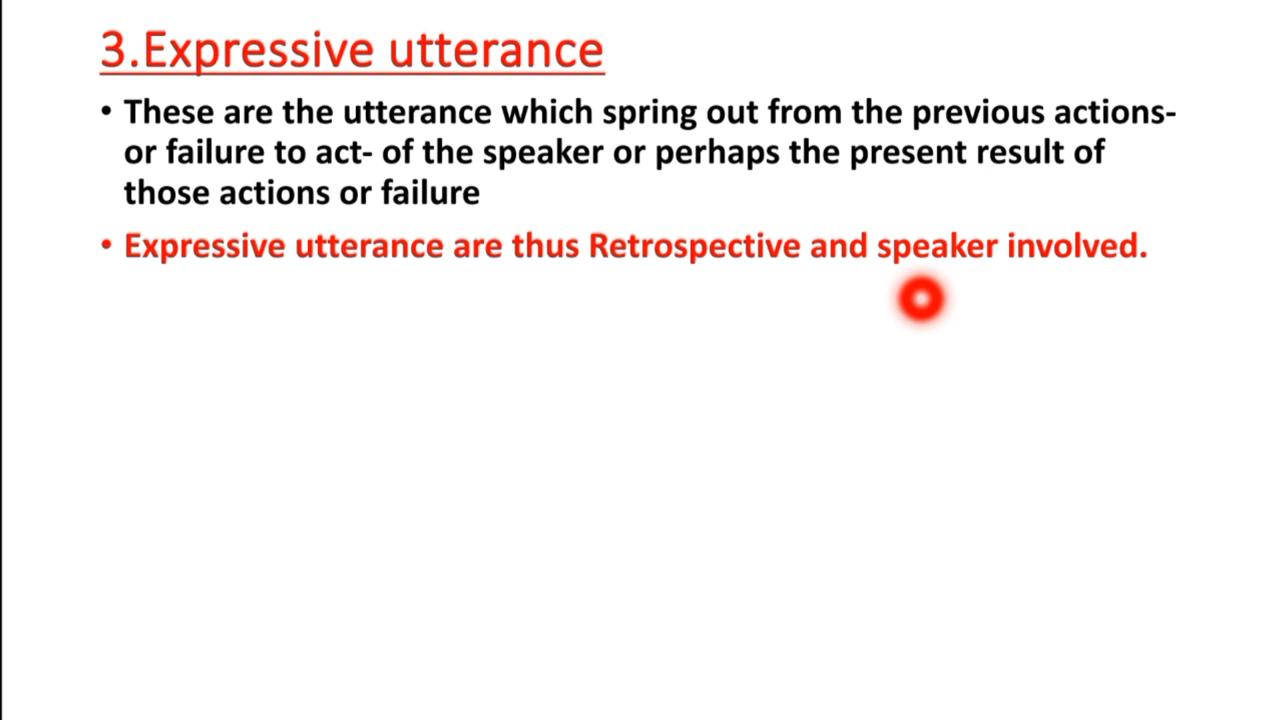 3.Expressive utterance
• These are the utterance which spring out from the previous actions-
or failure to act- of the speaker or perhaps the present result of
those actions or failure
• Expressive utterance are thus Retrospective and speaker involved.